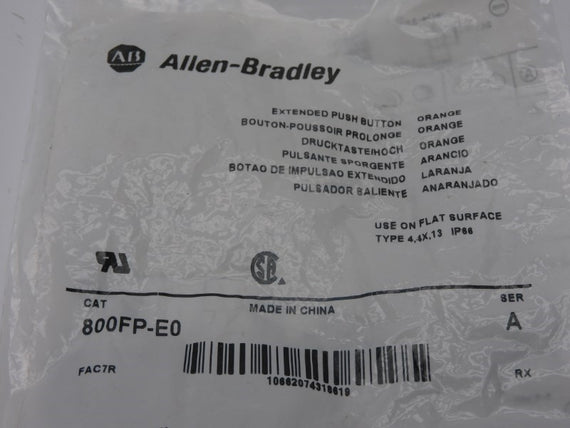 AB Allen-Bradley
EXTENDED PUSH BUTTON ORANGE
BOUTON-POUSSOIR PROLONGE ORANGE
DRUCKTASTE/HOCH ORANGE
PULSANTE SPORGENTE ARANCIO
BOTAO DE IMPULSAO EXTENDIDO LARANJA
PULSADOR SALIENTE ANARANJADO
USE ON FLAT SURFACE
TYPE 4,4X,13 IP66
CAT MADE IN CHINA SER
800FP-E0 A
FAC7R RX
10662074318619